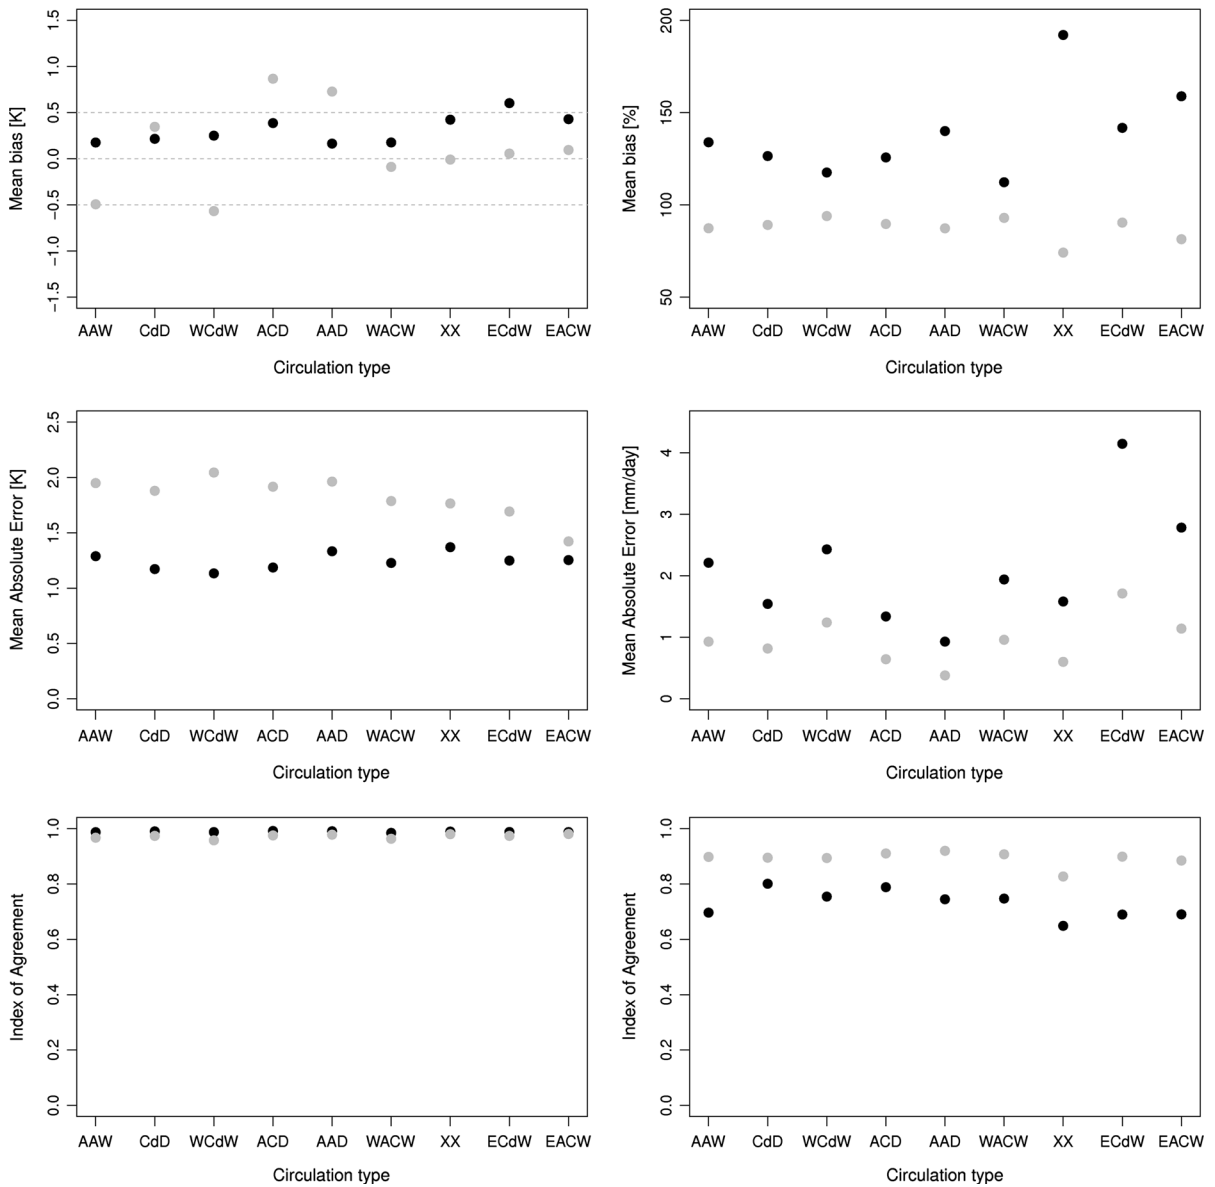 Mean bias [K]
1.5
1.0
0.5
0.0
−0.5
−1.0
−1.5
AAW CdD WCdW ACD AAD WACW XX ECdW EACW
Circulation type
Mean bias [%]
200
150
100
50
AAW CdD WCdW ACD AAD WACW XX ECdW EACW
Circulation type
Mean Absolute Error [K]
2.5
2.0
1.5
1.0
0.5
0.0
AAW CdD WCdW ACD AAD WACW XX ECdW EACW
Circulation type
Mean Absolute Error [mm/day]
4
3
2
1
0
AAW CdD WCdW ACD AAD WACW XX ECdW EACW
Circulation type
Index of Agreement
1.0
0.8
0.6
0.4
0.2
0.0
AAW CdD WCdW ACD AAD WACW XX ECdW EACW
Circulation type
Index of Agreement
1.0
0.8
0.6
0.4
0.2
0.0
AAW CdD WCdW ACD AAD WACW XX ECdW EACW
Circulation type